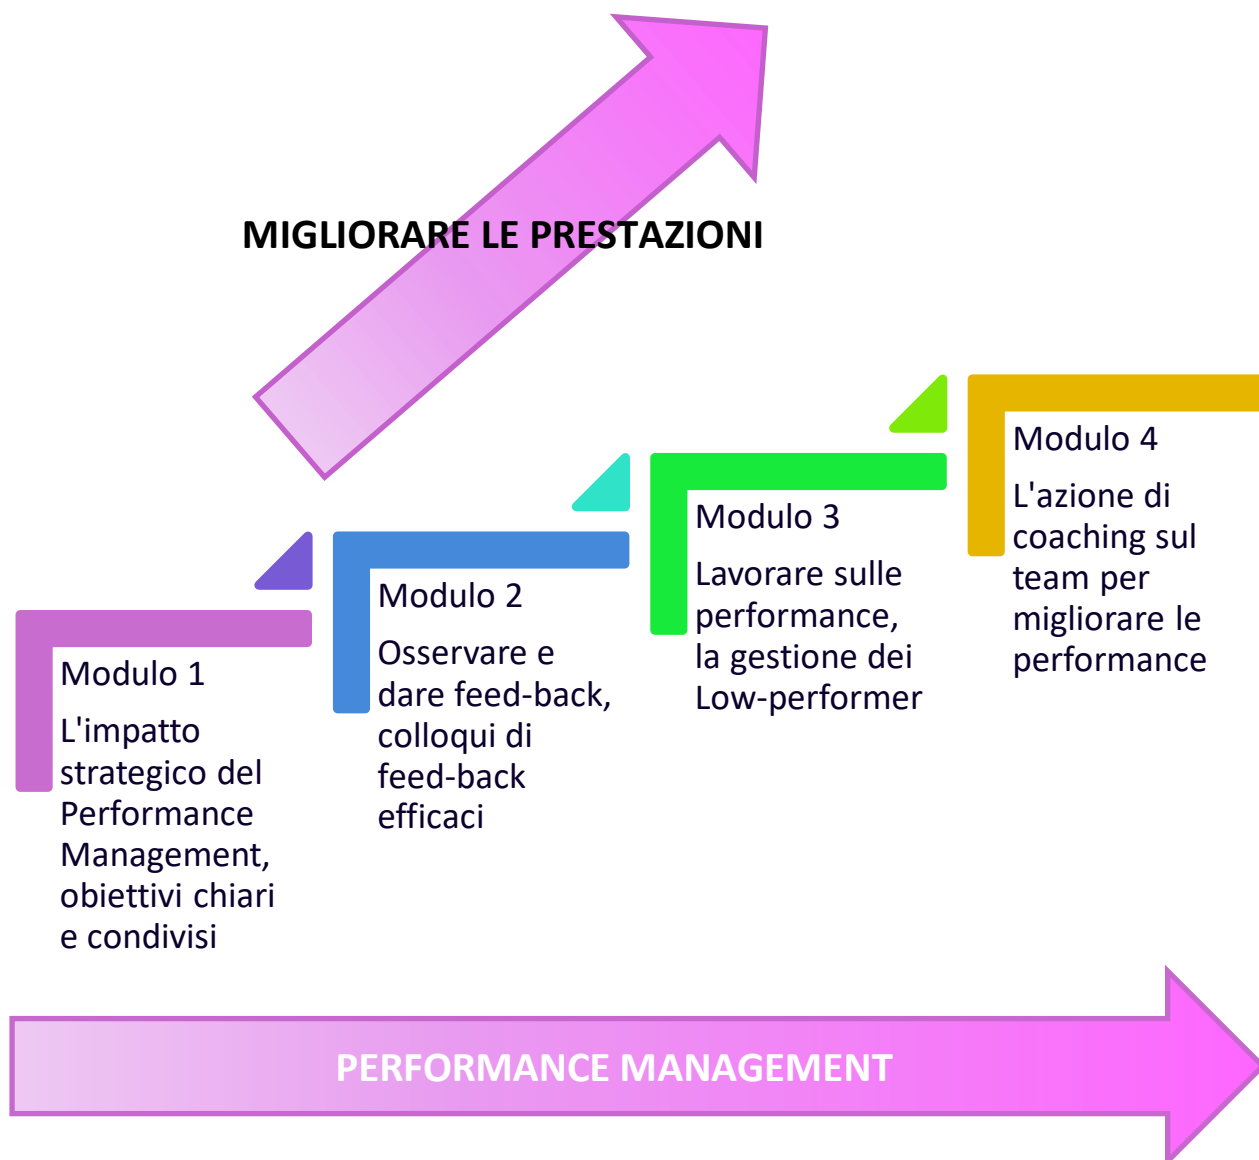 MIGLIORARE LE PRESTAZIONI
Modulo 1
L'impatto
strategico del
Performance
Management,
obiettivi chiari
e condivisi
Modulo 2
Osservare e
dare feed-back,
colloqui di
feed-back
efficaci
Modulo 3
Lavorare sulle
performance,
la gestione dei
Low-performer
Modulo 4
L'azione di
coaching sul
team per
migliorare le
performance
PERFORMANCE MANAGEMENT